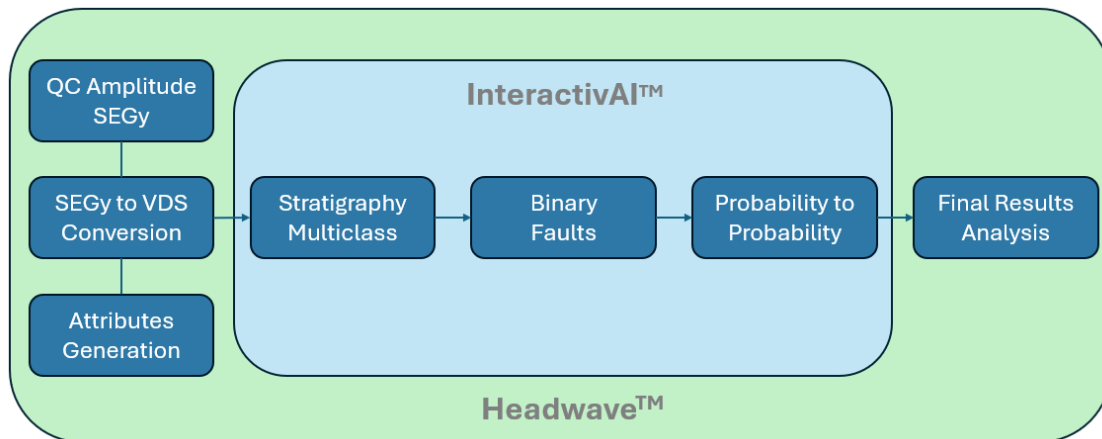 QC Amplitude
SEGy
InteractivAI™
SEGy to VDS
Conversion
Stratigraphy
Multiclass
Binary
Faults
Probability to
Probability
Final Results
Analysis
Attributes
Generation
Headwave™